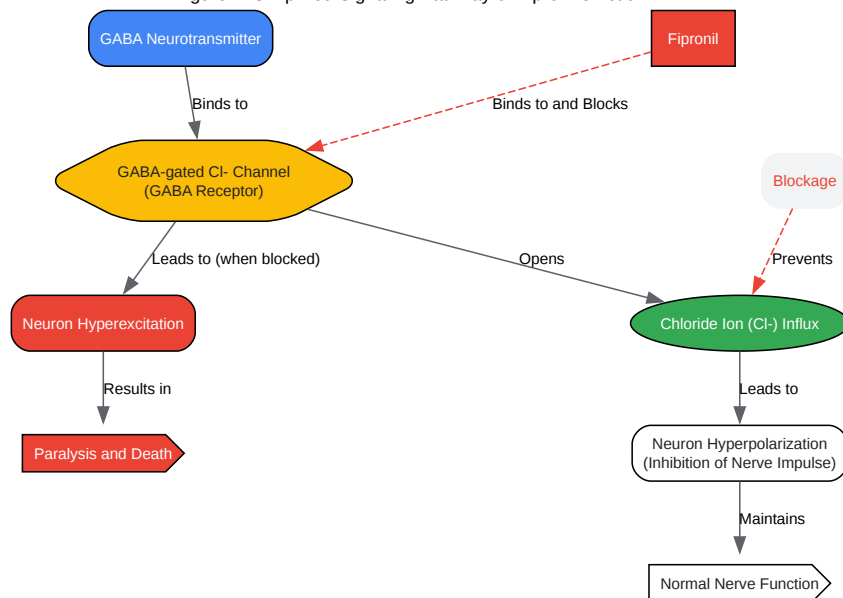 GABA Neurotransmitter
Fipronil
Binds to
Binds to and Blocks
GABA-gated Cl- Channel
(GABA Receptor)
Blockage
Leads to (when blocked)
Opens
Prevents
Neuron Hyperexcitation
Chloride Ion (Cl-) Influx
Results in
Leads to
Paralysis and Death
Neuron Hyperpolarization
(Inhibition of Nerve Impulse)
Maintains
Normal Nerve Function